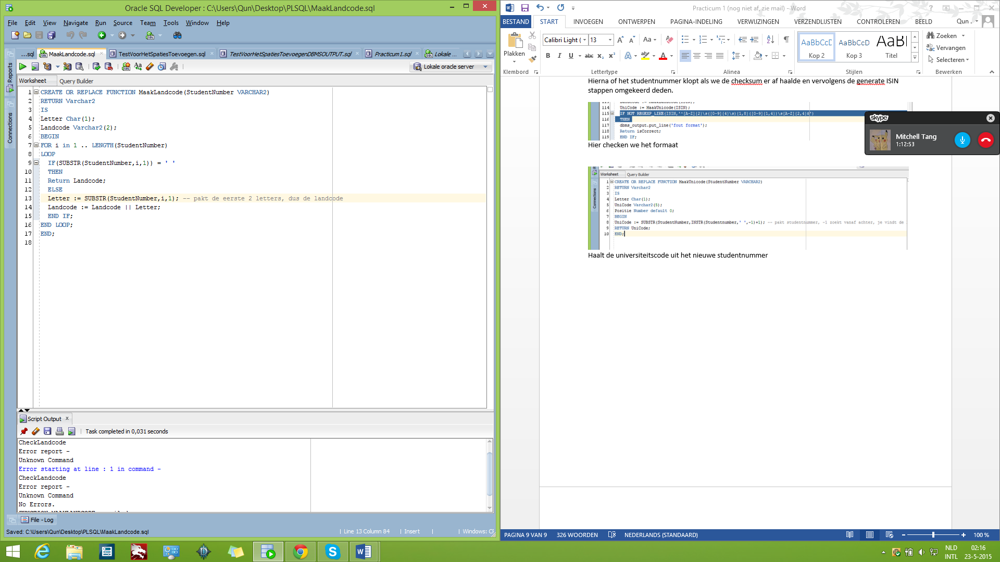 Oracle SQL Developer : C:\Users\Qun\Desktop\PLSQL\MaakLandcode.sql
File Edit View Navigate Run Source Team Tools Window Help
...sql MaakLandcode.sql TestVoorHetSpatiesToevoegen.sql TestVoorHetSpatiesToevoegenDBMSOUTPUT.sql Practicum1.sql Lokale ...
Lokale oracle server
Reports
Connections
Worksheet Query Builder
1 CREATE OR REPLACE FUNCTION MaakLandcode(StudentNumber VARCHAR2)
2 RETURN Varchar2
3 IS
4 Letter Char(1);
5 Landcode Varchar2(2);
6 BEGIN
7 FOR i in 1 .. LENGTH(StudentNumber)
8 LOOP
9 IF(SUBSTR(StudentNumber,i,1)) = ' '
10 THEN
11 Return Landcode;
12 ELSE
13 Letter := SUBSTR(StudentNumber,i,1); -- pakt de eerste 2 letters, dus de landcode
14 Landcode := Landcode || Letter;
15 END IF;
16 END LOOP;
17 END;
18
Script Output x
Task completed in 0,031 seconds
CheckLandcode
Error report -
Unknown Command
Error starting at line : 1 in command -
CheckLandcode
Error report -
Unknown Command
No Errors.
File - Log
Saved: C:\Users\Qun\Desktop\PLSQL\MaakLandcode.sql
Line 13 Column 84 Insert Windows: CF
Practicum 1 (nog niet af, zie mail) - Word
BESTAND START INVOEGEN ONTWERPEN PAGINA-INDELING VERWIJZINGEN VERZENDLIJSTEN CONTROLEREN BEELD Qun .
Plakken
Calibri Light ( 13
AaBbCcD AaBbCcD AaBl
Kop 2 Kop 3 Titel
Zoeken
Vervangen
Selecteren
Klembord Lettertype Alinea Stijlen Bewerken
Hierna of het studentnummer klopt als we de checksum er af haalde en vervolgens de generate ISIN
stappen omgekeerd deden.
114 UniCode := MaakUnicode(ISIN);
115 IF NOT REGEXP_LIKE(ISIN,'^[A-Z]{2}\s([0-9]{4}\s){1,8}([0-9]{1,4})\s[A-Z]{2,4}$')
116 THEN
117 dbms_output.put_line('fout format');
118 Return isCorrect;
119 END IF;
skype
Mitchell Tang
1:12:53
Hier checken we het formaat
Worksheet Query Builder
Connections
1 CREATE OR REPLACE FUNCTION MaakUnicode(StudentNumber VARCHAR2)
2 RETURN Varchar2
3 IS
4 Letter Char(1);
5 UniCode Varchar2(5);
6 Positie Number default 0;
7 BEGIN
8 UniCode := SUBSTR(StudentNumber,INSTR(Studentnumber,' ',-1)+1); -- pakt studentnummer, -1 zoekt vanaf achter, je vindt de
9 RETURN UniCode;
10 END;
Haalt de universiteitscode uit het nieuwe studentnummer
PAGINA 9 VAN 9 326 WOORDEN NEDERLANDS (STANDAARD) 100 %
NLD 02:16
INTL 23-5-2015